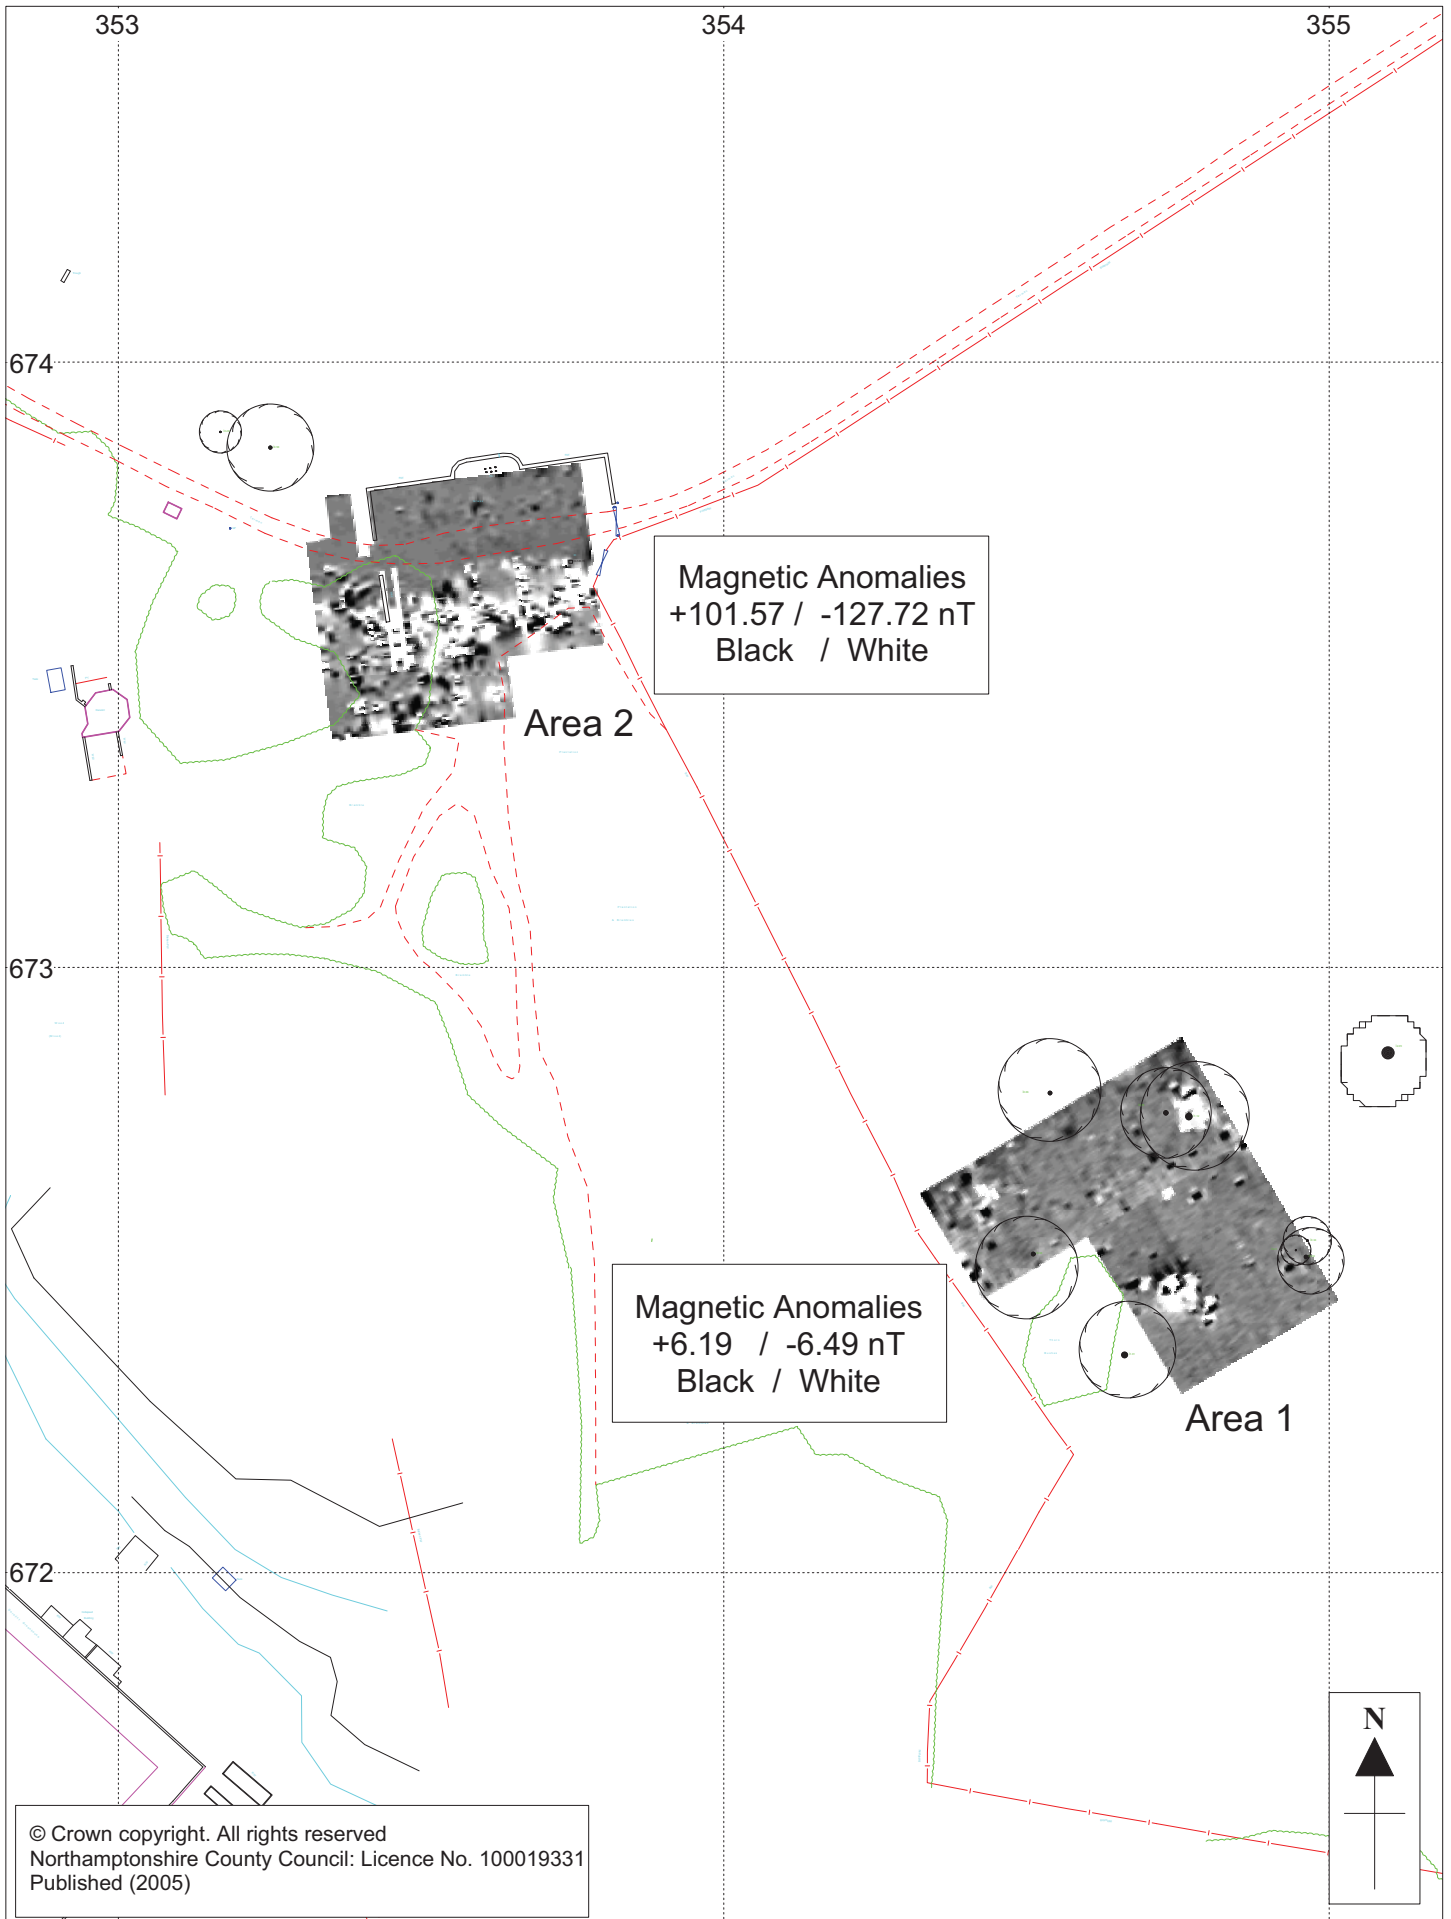 353 354 355
674
Magnetic Anomalies
+101.57 / -127.72 nT
Black / White
Area 2
673
Magnetic Anomalies
+6.19 / -6.49 nT
Black / White
Area 1
672
N
© Crown copyright. All rights reserved
Northamptonshire County Council: Licence No. 100019331
Published (2005)